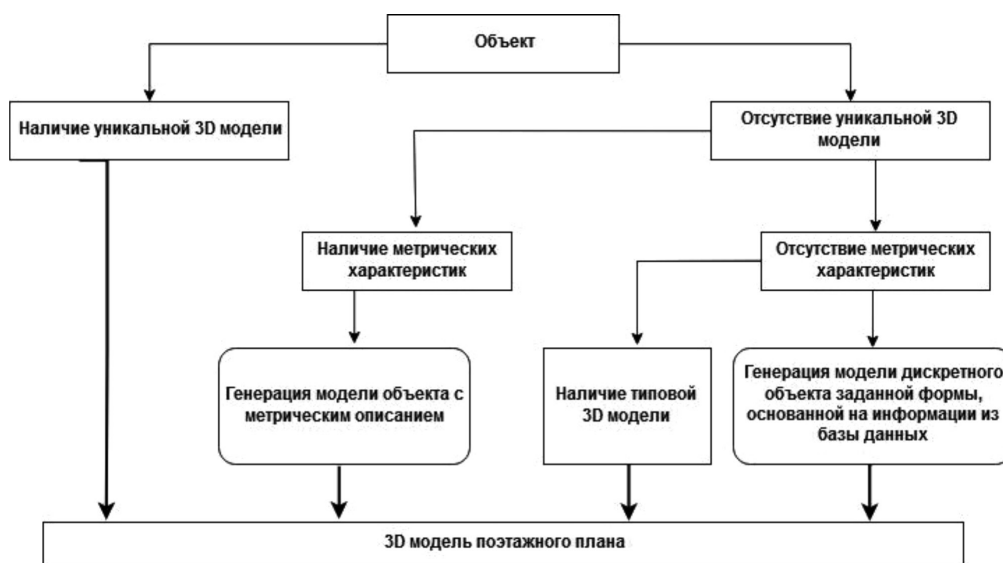 Объект
Наличие уникальной 3D модели
Отсутствие уникальной 3D
модели
Наличие метрических
характеристик
Отсутствие метрических
характеристик
Генерация модели объекта с
метрическим описанием
Наличие типовой
3D модели
Генерация модели дискретного
объекта заданной формы,
основанной на информации из
базы данных
3D модель поэтажного плана